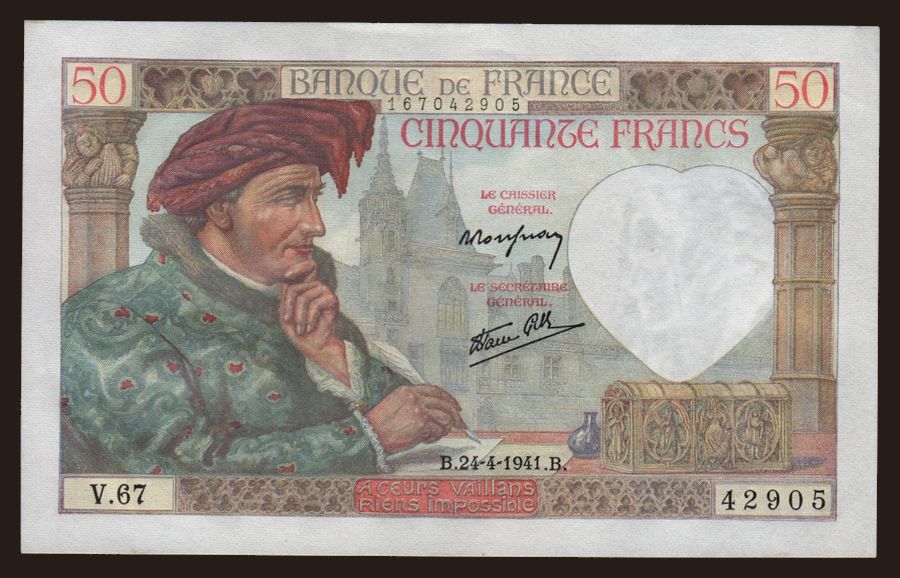 50
BANQUE DE FRANCE
50
167042905
CINQUANTE FRANCS
LE CAISSIER
GÉNÉRAL.
LE SECRÉTAIRE
GÉNÉRAL.
B.24-4-1941.B.
V.67
A CEURS VAILLANS
RIENS IMPOSSIBLE
42905